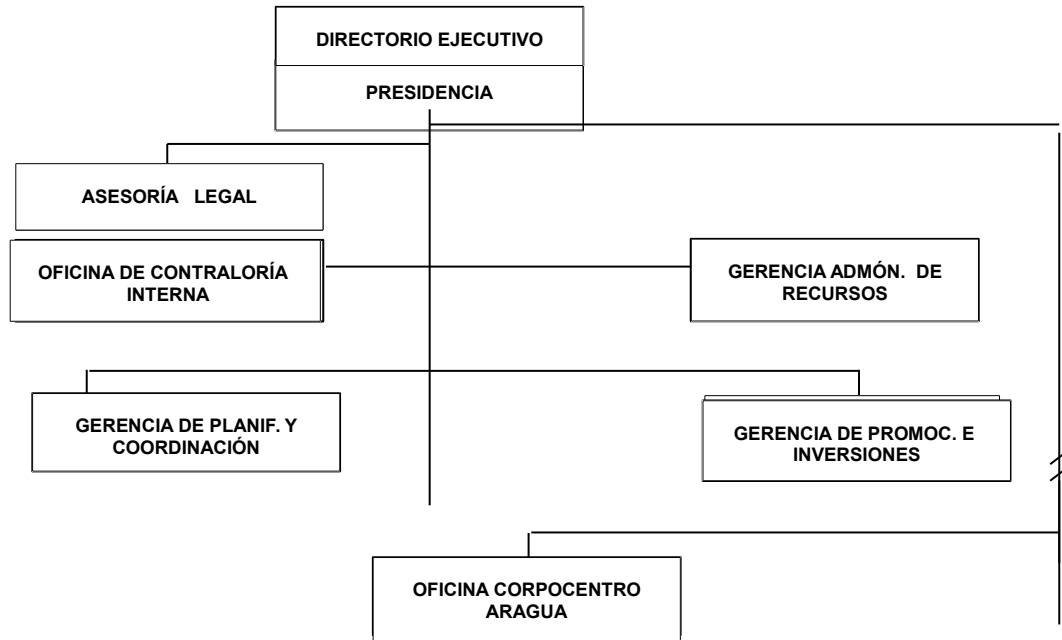 DIRECTORIO EJECUTIVO
PRESIDENCIA
ASESORÍA LEGAL
OFICINA DE CONTRALORÍA
INTERNA
GERENCIA ADMÓN. DE
RECURSOS
GERENCIA DE PLANIF. Y
COORDINACIÓN
GERENCIA DE PROMOC. E
INVERSIONES
OFICINA CORPOCENTRO
ARAGUA